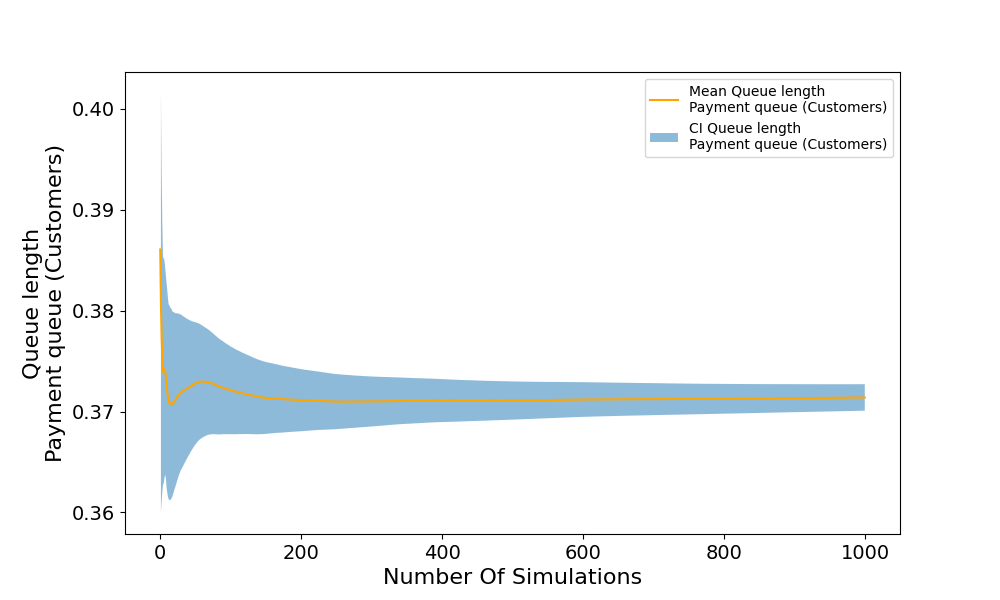 Queue length
Payment queue (Customers)
0.40
0.39
0.38
0.37
0.36
Mean Queue length
Payment queue (Customers)
CI Queue length
Payment queue (Customers)
0 200 400 600 800 1000
Number Of Simulations